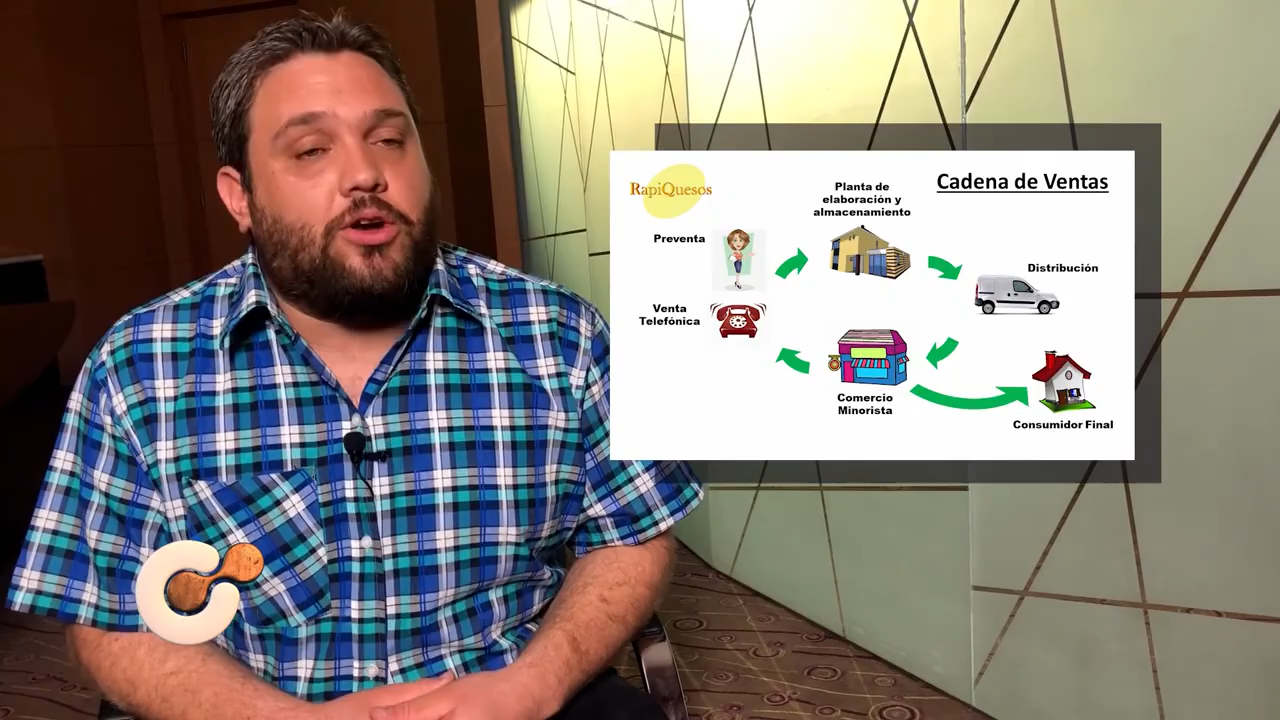 RapiQuesos
Cadena de Ventas
Planta de
elaboración y
almacenamiento
Preventa
Distribución
Venta
Telefónica
Comercio
Minorista
Consumidor Final